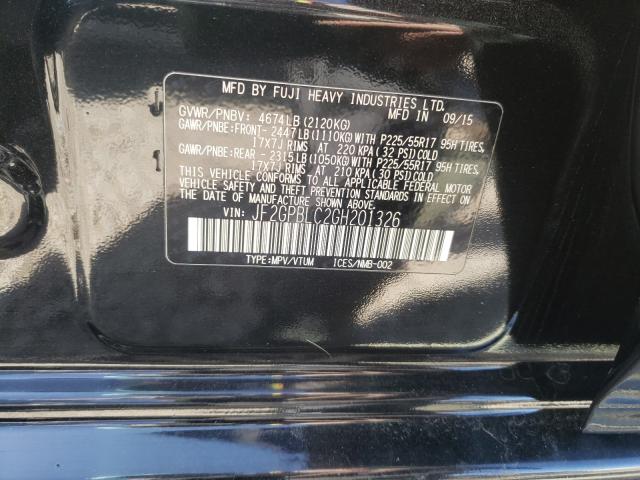 MFD BY FUJI HEAVY INDUSTRIES LTD.
MFD IN 09/15
GVWR/PNBV: 4674LB(2120KG)
GAWR/PNBE:FRONT-2447LB(1110KG)WITH P225/55R17 95H TIRES,
17X7J RIMS AT 220 KPA(32 PSI)COLD
GAWR/PNBE:REAR - 2315LB(1050KG)WITH P225/55R17 95H TIRES,
17X7J RIMS AT 210 KPA(30 PSI)COLD
THIS VEHICLE CONFORMS TO ALL APPLICABLE FEDERAL MOTOR
VEHICLE SAFETY AND BUMPER STANDARDS IN EFFECT ON
THE DATE OF MANUFACTURE SHOWN ABOVE.
VIN: JF2GPBLC2GH201326
TYPE:MPV/VTUM ICES/NMB-002